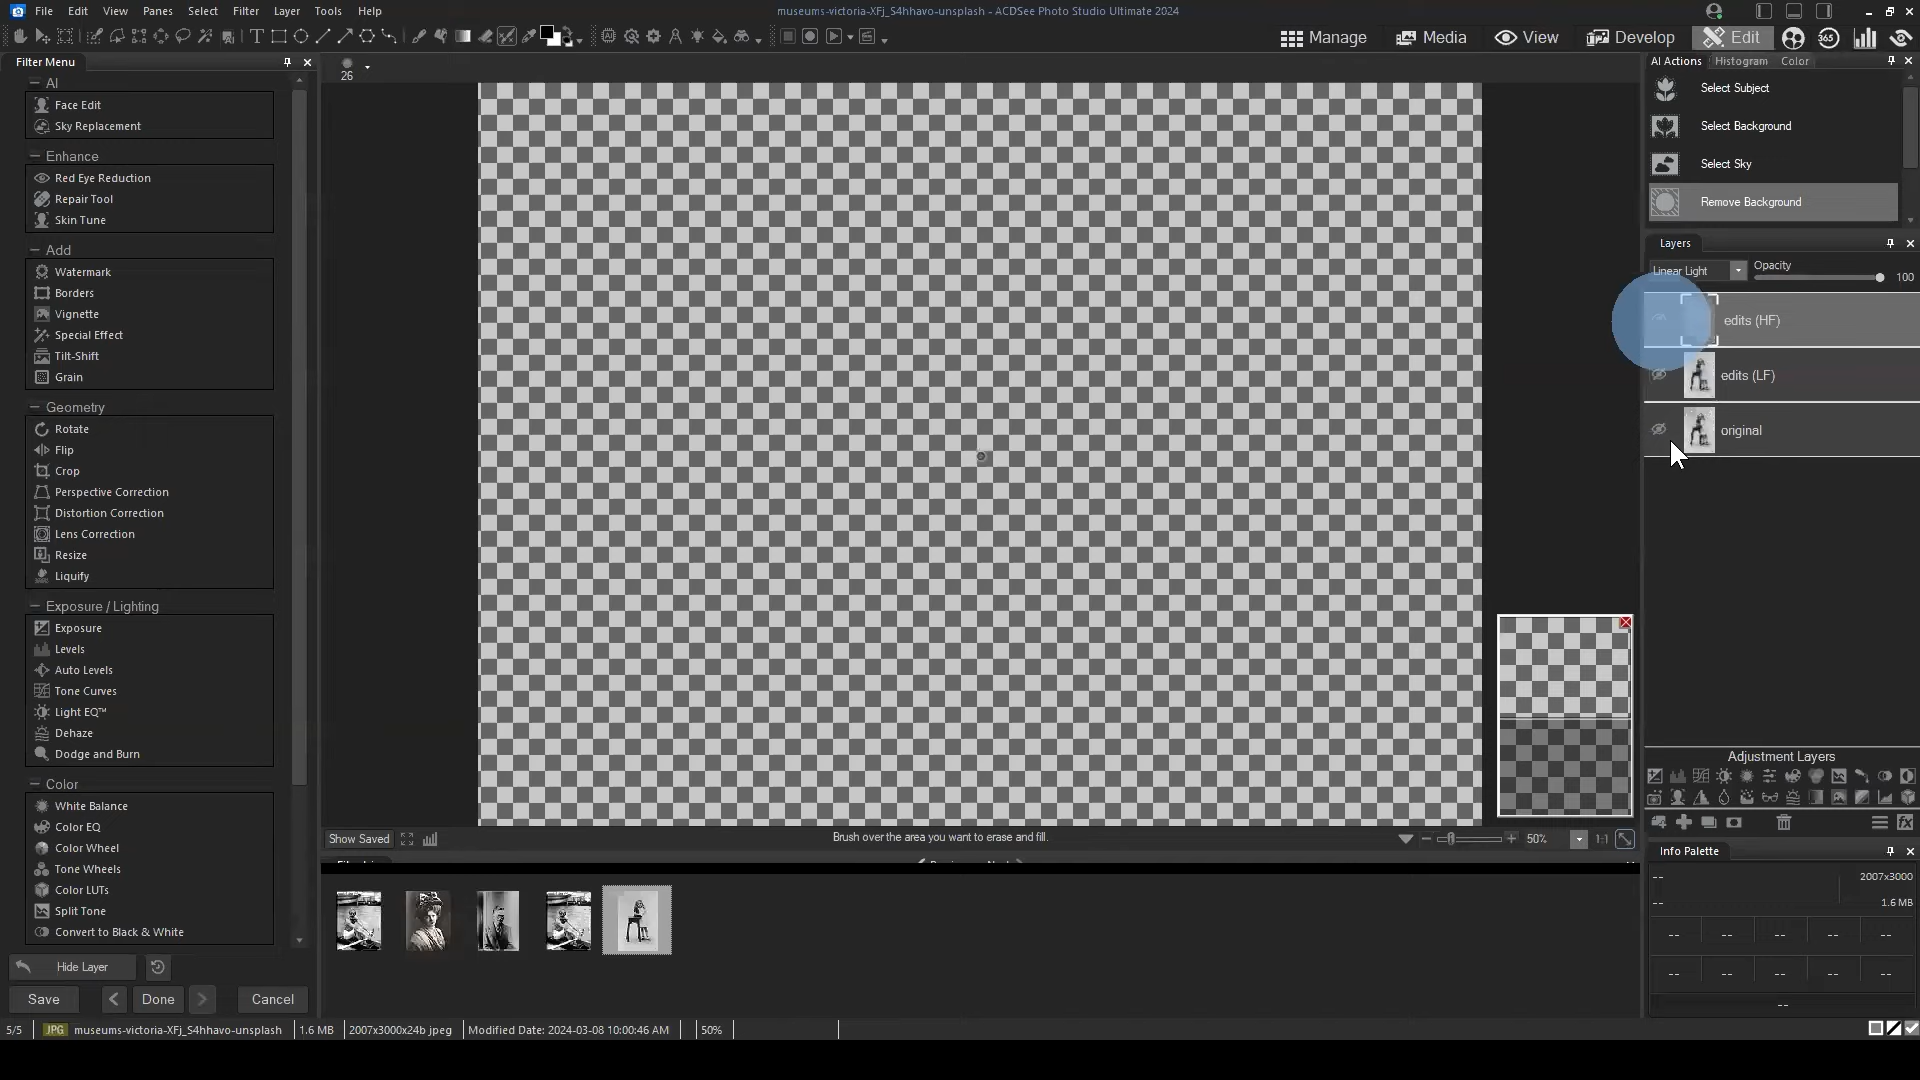 File Edit View Panes Select Filter Layer Tools Help
museums-victoria-XFj_S4hhavo-unsplash - ACDSee Photo Studio Ultimate 2024
Manage Media View Develop Edit 365
Filter Menu
26
AI Actions Histogram Color
AI
Face Edit
Sky Replacement
Enhance
Red Eye Reduction
Repair Tool
Skin Tune
Add
Watermark
Borders
Vignette
Special Effect
Tilt-Shift
Grain
Geometry
Rotate
Flip
Crop
Perspective Correction
Distortion Correction
Lens Correction
Resize
Liquify
Exposure / Lighting
Exposure
Levels
Auto Levels
Tone Curves
Light EQ™
Dehaze
Dodge and Burn
Color
White Balance
Color EQ
Color Wheel
Tone Wheels
Color LUTs
Split Tone
Convert to Black & White
Hide Layer
Save Done Cancel
Select Subject
Select Background
Select Sky
Remove Background
Layers
Linear Light Opacity 100
edits (HF)
edits (LF)
original
Adjustment Layers
Show Saved Brush over the area you want to erase and fill. 50% 1:1
Info Palette
-- 2007x3000
-- 1.6 MB
-- -- -- -- --
-- -- -- -- --
--
5/5 JPG museums-victoria-XFj_S4hhavo-unsplash 1.6 MB 2007x3000x24b jpeg Modified Date: 2024-03-08 10:00:46 AM 50%